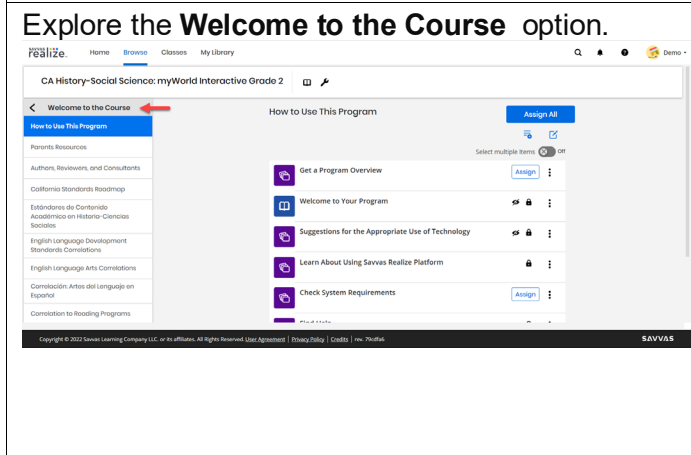 Explore the Welcome to the Course option.
savvas
realize. Home Browse Classes My Library Demo
CA History-Social Science: myWorld Interactive Grade 2
Welcome to the Course
How to Use This Program
Parents Resources
Authors, Reviewers, and Consultants
California Standards Roadmap
Estándares de Contenido
Académico en Historia-Ciencias
Sociales
English Language Development
Standards Correlations
English Language Arts Correlations
Correlación: Artes del Lenguaje en
Español
Correlation to Reading Programs
How to Use This Program
Assign All
Select multiple items Off
Get a Program Overview Assign
Welcome to Your Program
Suggestions for the Appropriate Use of Technology
Learn About Using Savvas Realize Platform
Check System Requirements Assign
Find Help
Copyright © 2022 Savvas Learning Company LLC. or its affiliates. All Rights Reserved. User Agreement | Privacy Policy | Credits | rev. 79cdfa6 SAVVAS